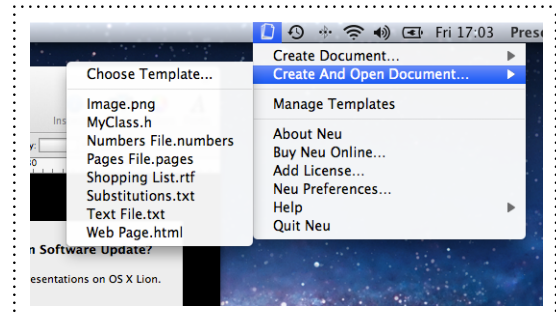 Fri 17:03 Prese
Create Document...
Create And Open Document...
Manage Templates
About Neu
Buy Neu Online...
Add License...
Neu Preferences...
Help
Quit Neu
Choose Template...
Image.png
MyClass.h
Numbers File.numbers
Pages File.pages
Shopping List.rtf
Substitutions.txt
Text File.txt
Web Page.html
Ins
y:
n Software Update?
esentations on OS X Lion.